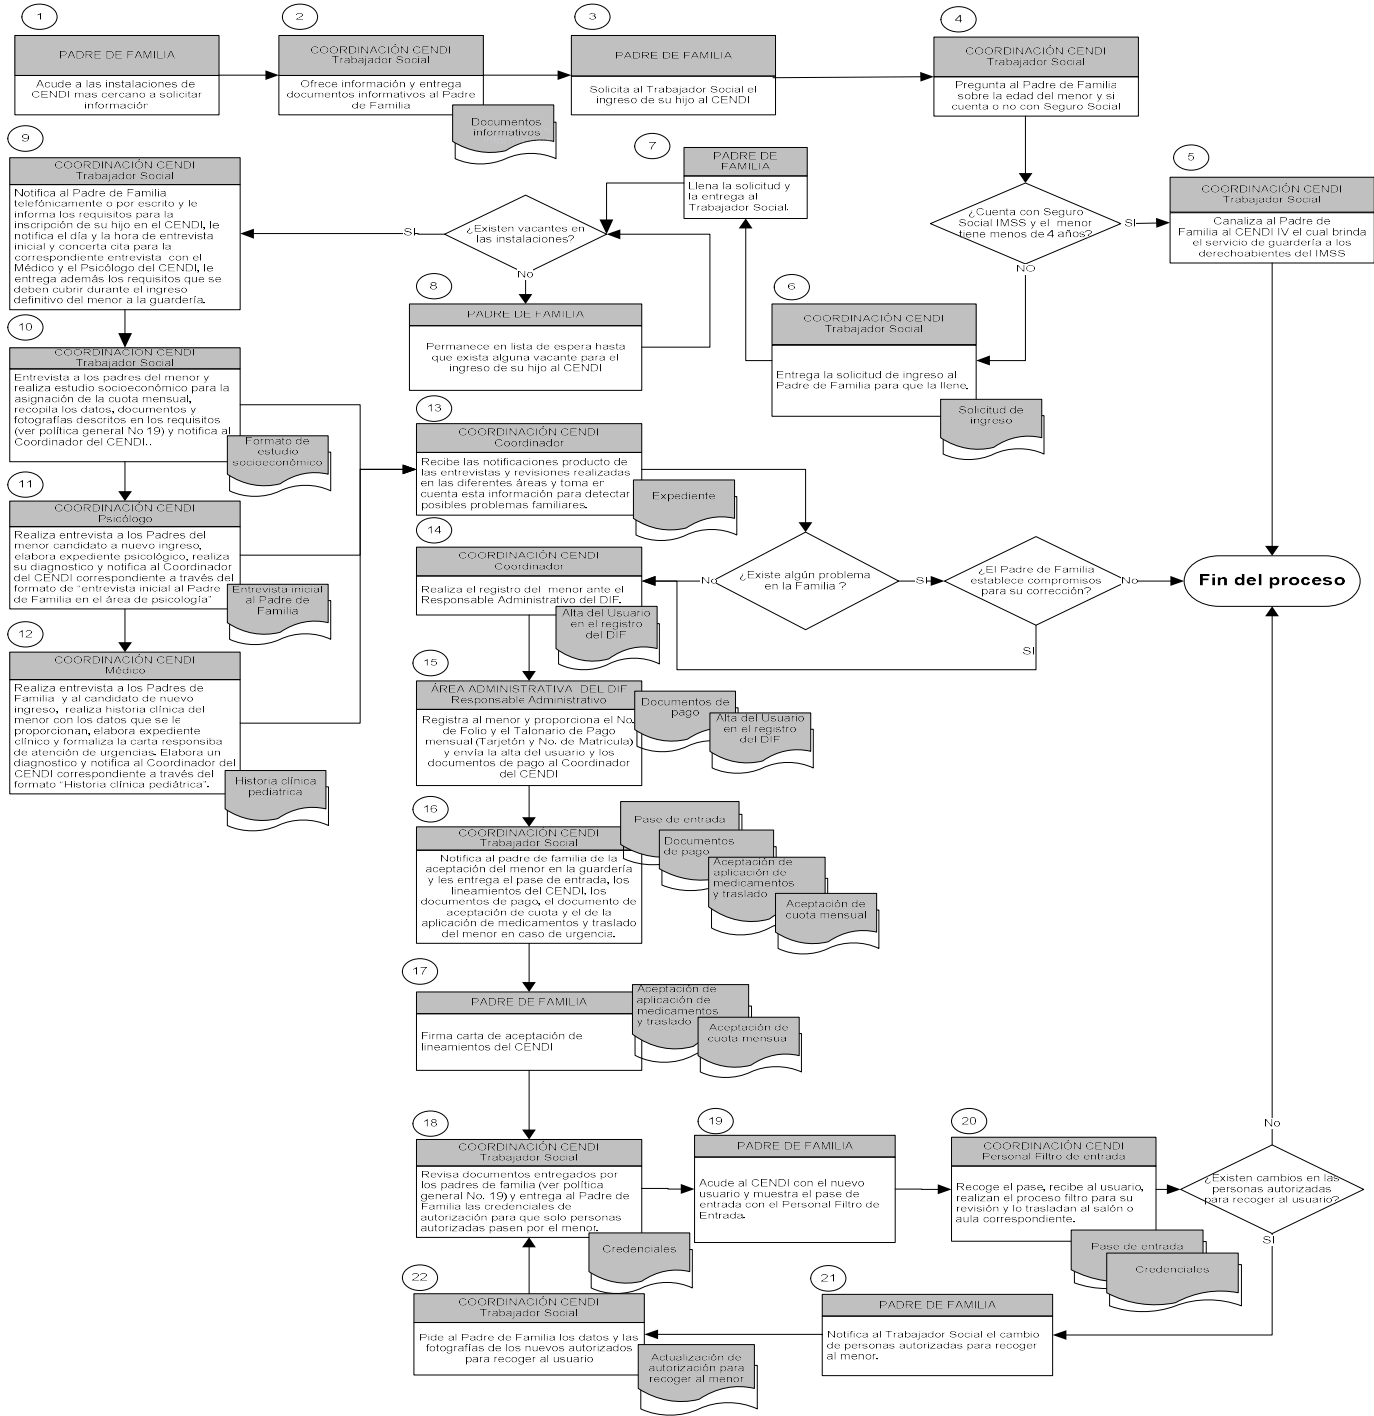 1
PADRE DE FAMILIA
Acude a las instalaciones de
CENDI mas cercano a solicitar
información
2
COORDINACIÓN CENDI
Trabajador Social
Ofrece información y entrega
documentos informativos al Padre
de Familia
Documentos
informativos
3
PADRE DE FAMILIA
Solicita al Trabajador Social el
ingreso de su hijo al CENDI
4
COORDINACIÓN CENDI
Trabajador Social
Pregunta al Padre de Familia
sobre la edad del menor y si
cuenta o no con Seguro Social
¿Cuenta con Seguro
Social IMSS y el menor
tiene menos de 4 años?
SI
NO
5
COORDINACIÓN CENDI
Trabajador Social
Canaliza al Padre de
Familia al CENDI IV el cual brinda
el servicio de guardería a los
derechoabientes del IMSS
6
COORDINACIÓN CENDI
Trabajador Social
Entrega la solicitud de ingreso al
Padre de Familia para que la llene.
Solicitud de
ingreso
7
PADRE DE
FAMILIA
Llena la solicitud y
la entrega al
Trabajador Social.
¿Existen vacantes en
las instalaciones?
SI
No
8
PADRE DE FAMILIA
Permanece en lista de espera hasta
que exista alguna vacante para el
ingreso de su hijo al CENDI
9
COORDINACIÓN CENDI
Trabajador Social
Notifica al Padre de Familia
telefónicamente o por escrito y le
informa los requisitos para la
inscripción de su hijo en el CENDI, le
notifica el día y la hora de entrevista
inicial y concerta cita para la
correspondiente entrevista con el
Médico y el Psicólogo del CENDI, le
entrega además los requisitos que se
deben cubrir durante el ingreso
definitivo del menor a la guardería.
10
COORDINACIÓN CENDI
Trabajador Social
Entrevista a los padres del menor y
realiza estudio socioeconómico para la
asignación de la cuota mensual,
recopila los datos, documentos y
fotografías descritos en los requisitos
(ver política general No 19) y notifica al
Coordinador del CENDI..
Formato de
estudio
socioeconómico
11
COORDINACIÓN CENDI
Psicólogo
Realiza entrevista a los Padres del
menor candidato a nuevo ingreso,
elabora expediente psicológico, realiza
su diagnostico y notifica al Coordinador
del CENDI correspondiente a través del
formato de "entrevista inicial al Padre
de Familia en el área de psicología"
Entrevista inicial
al Padre de
Familia
12
COORDINACIÓN CENDI
Médico
Realiza entrevista a los Padres de
Familia y al candidato de nuevo
ingreso, realiza historia clínica del
menor con los datos que se le
proporcionan, elabora expediente
clínico y formaliza la carta responsiba
de atención de urgencias. Elabora un
diagnostico y notifica al Coordinador del
CENDI correspondiente a través del
formato "Historia clínica pediátrica".
Historia clínica
pediatrica
13
COORDINACIÓN CENDI
Coordinador
Recibe las notificaciones producto de
las entrevistas y revisiones realizadas
en las diferentes áreas y toma en
cuenta esta información para detectar
posibles problemas familiares.
Expediente
¿Existe algún problema
en la Familia ?
No
SI
¿El Padre de Familia
establece compromisos
para su corrección?
No
SI
Fin del proceso
14
COORDINACIÓN CENDI
Coordinador
Realiza el registro del menor ante el
Responsable Administrativo del DIF.
Alta del Usuario
en el registro
del DIF
15
ÁREA ADMINISTRATIVA DEL DIF
Responsable Administrativo
Registra al menor y proporciona el No.
de Folio y el Talonario de Pago
mensual (Tarjetón y No. de Matricula)
y envía la alta del usuario y los
documentos de pago al Coordinador
del CENDI
Documentos de
pago
Alta del Usuario
en el registro
del DIF
16
COORDINACIÓN CENDI
Trabajador Social
Notifica al padre de familia de la
aceptación del menor en la guardería
y les entrega el pase de entrada, los
lineamientos del CENDI, los
documentos de pago, el documento de
aceptación de cuota y el de la
aplicación de medicamentos y traslado
del menor en caso de urgencia.
Pase de entrada
Documentos
de pago
Aceptación de
aplicación de
medicamentos
y traslado
Aceptación de
cuota mensual
17
PADRE DE FAMILIA
Firma carta de aceptación de
lineamientos del CENDI
Aceptación de
aplicación de
medicamentos
y traslado
Aceptación de
cuota mensua
18
COORDINACIÓN CENDI
Trabajador Social
Revisa documentos entregados por
los padres de familia (ver política
general No. 19) y entrega al Padre de
Familia las credenciales de
autorización para que solo personas
autorizadas pasen por el menor.
Credenciales
19
PADRE DE FAMILIA
Acude al CENDI con el nuevo
usuario y muestra el pase de
entrada con el Personal Filtro de
Entrada.
20
COORDINACIÓN CENDI
Personal Filtro de entrada
Recoge el pase, recibe al usuario,
realizan el proceso filtro para su
revisión y lo trasladan al salón o
aula correspondiente.
Pase de entrada
Credenciales
¿Existen cambios en las
personas autorizadas
para recoger al usuario?
No
SI
21
PADRE DE FAMILIA
Notifica al Trabajador Social el cambio
de personas autorizadas para recoger
al menor.
22
COORDINACIÓN CENDI
Trabajador Social
Pide al Padre de Familia los datos y las
fotografías de los nuevos autorizados
para recoger al usuario
Actualización de
autorización para
recoger al menor